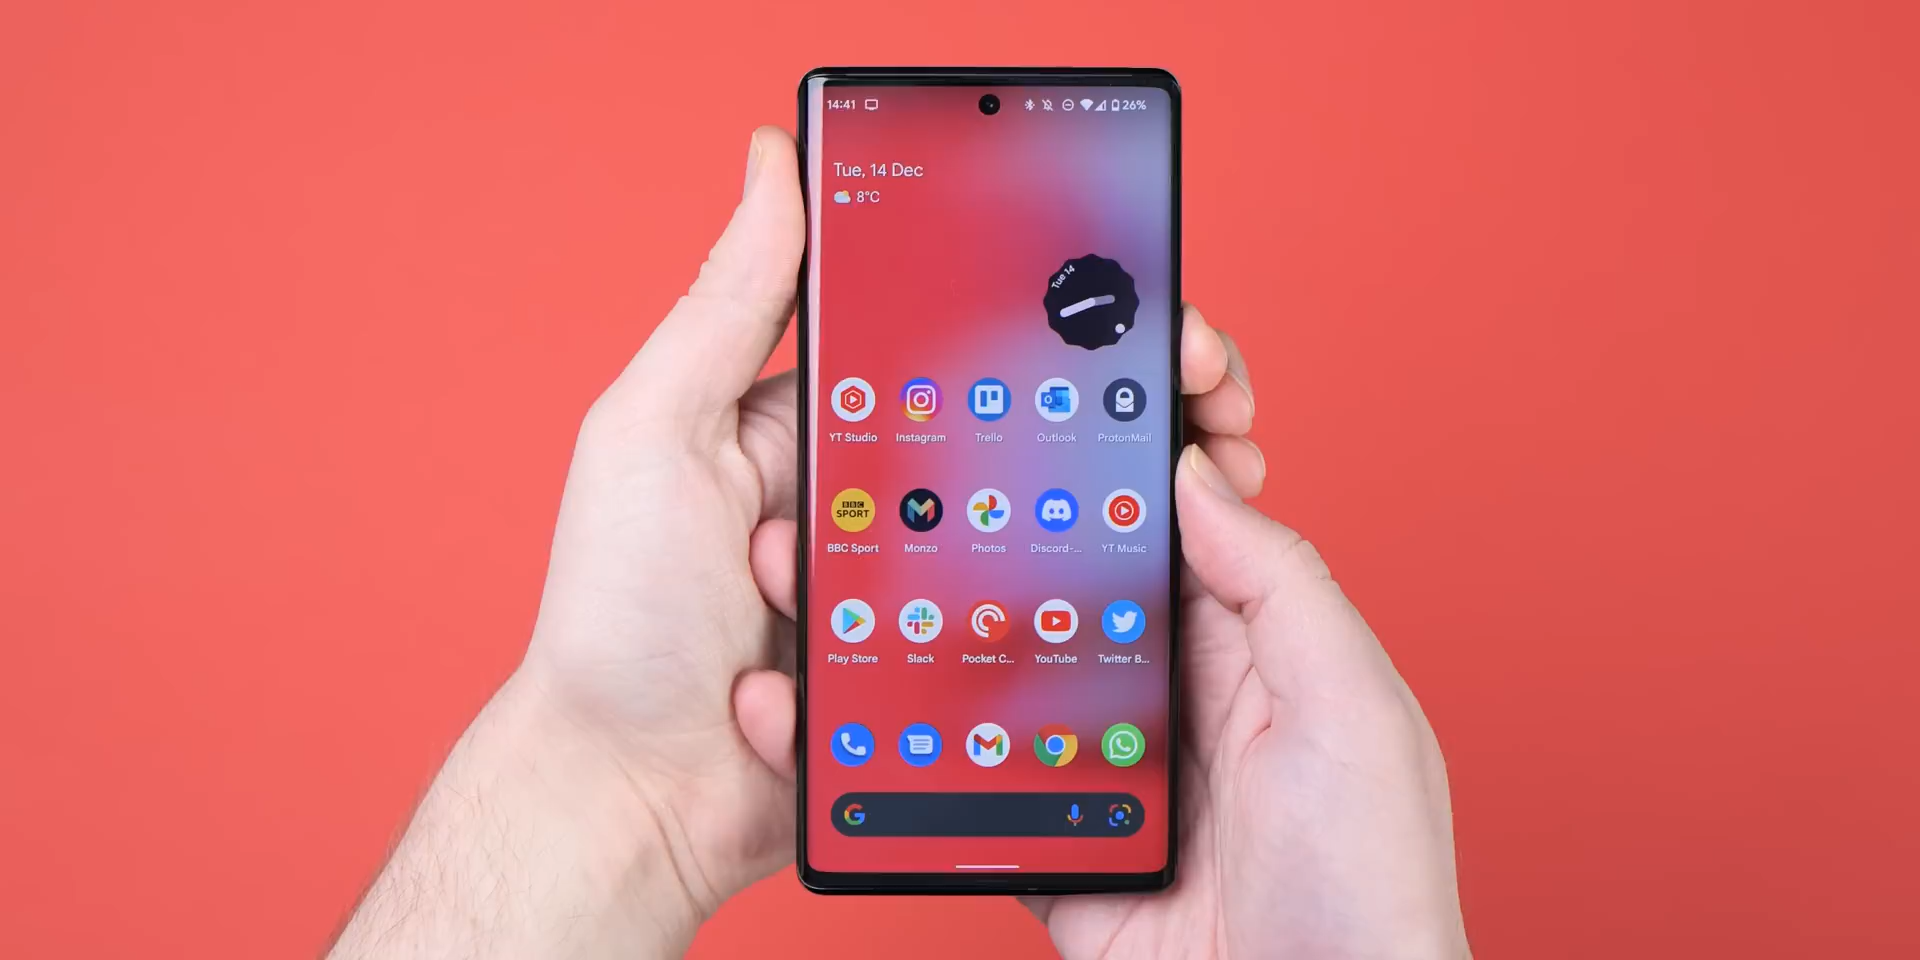 14:41 26%
Tue, 14 Dec
8°C
Tue 14
YT Studio Instagram Trello Outlook ProtonMail
BBC
SPORT
BBC Sport Monzo Photos Discord-... YT Music
Play Store Slack Pocket C... YouTube Twitter B...
G